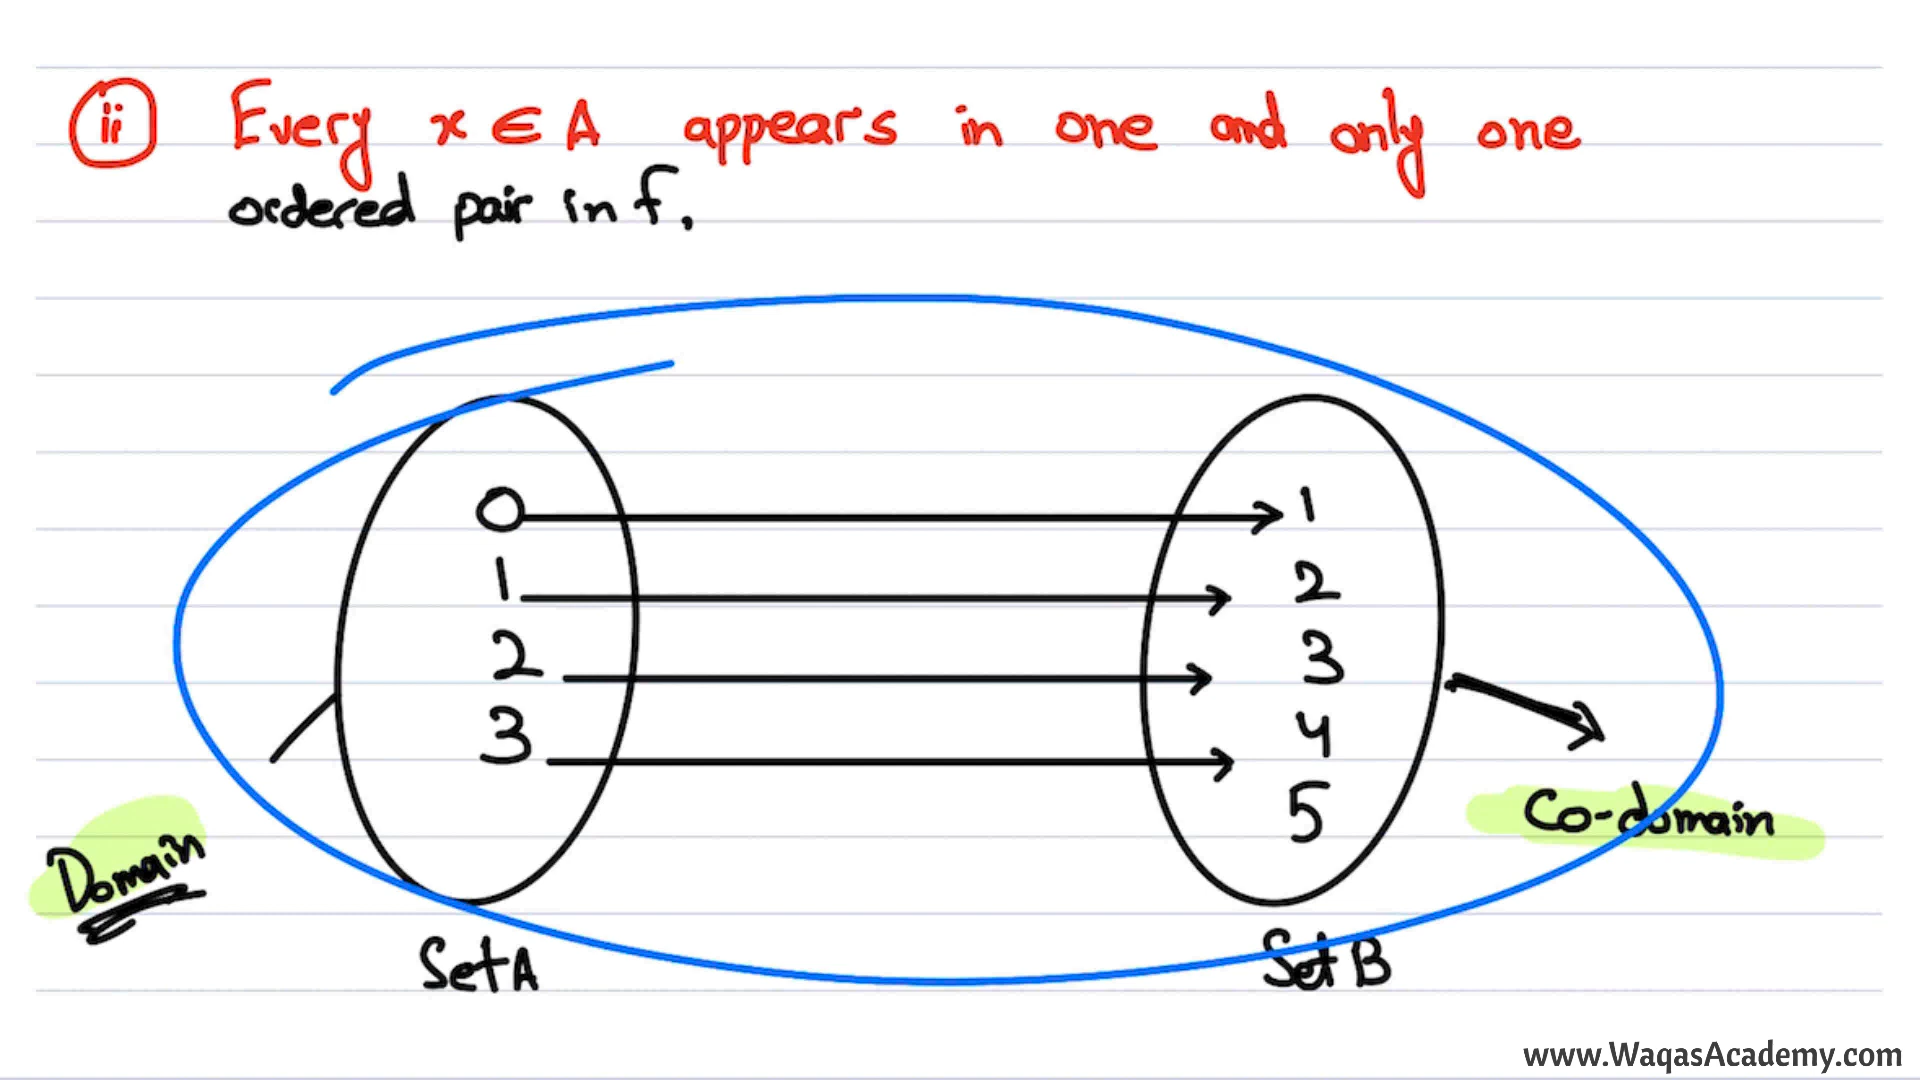 ii Every x ∈ A appears in one and only one
ordered pair in f.
0 1
1 2
2 3
3 4
5
Domain
Co-domain
Set A Set B
www.WaqasAcademy.com